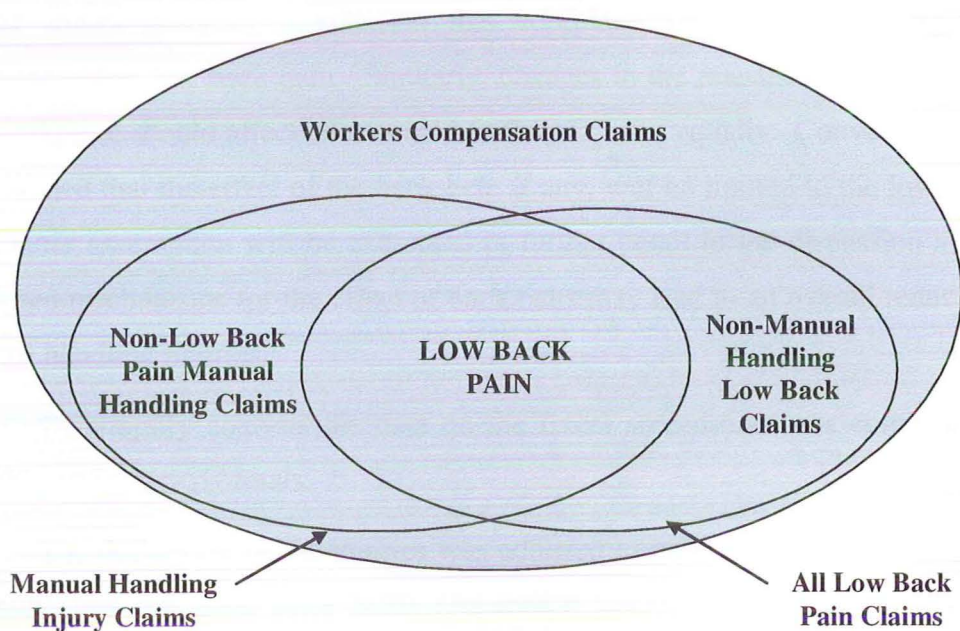 Workers Compensation Claims
Non-Low Back
Pain Manual
Handling Claims
LOW BACK
PAIN
Non-Manual
Handling
Low Back
Claims
Manual Handling
Injury Claims
All Low Back
Pain Claims